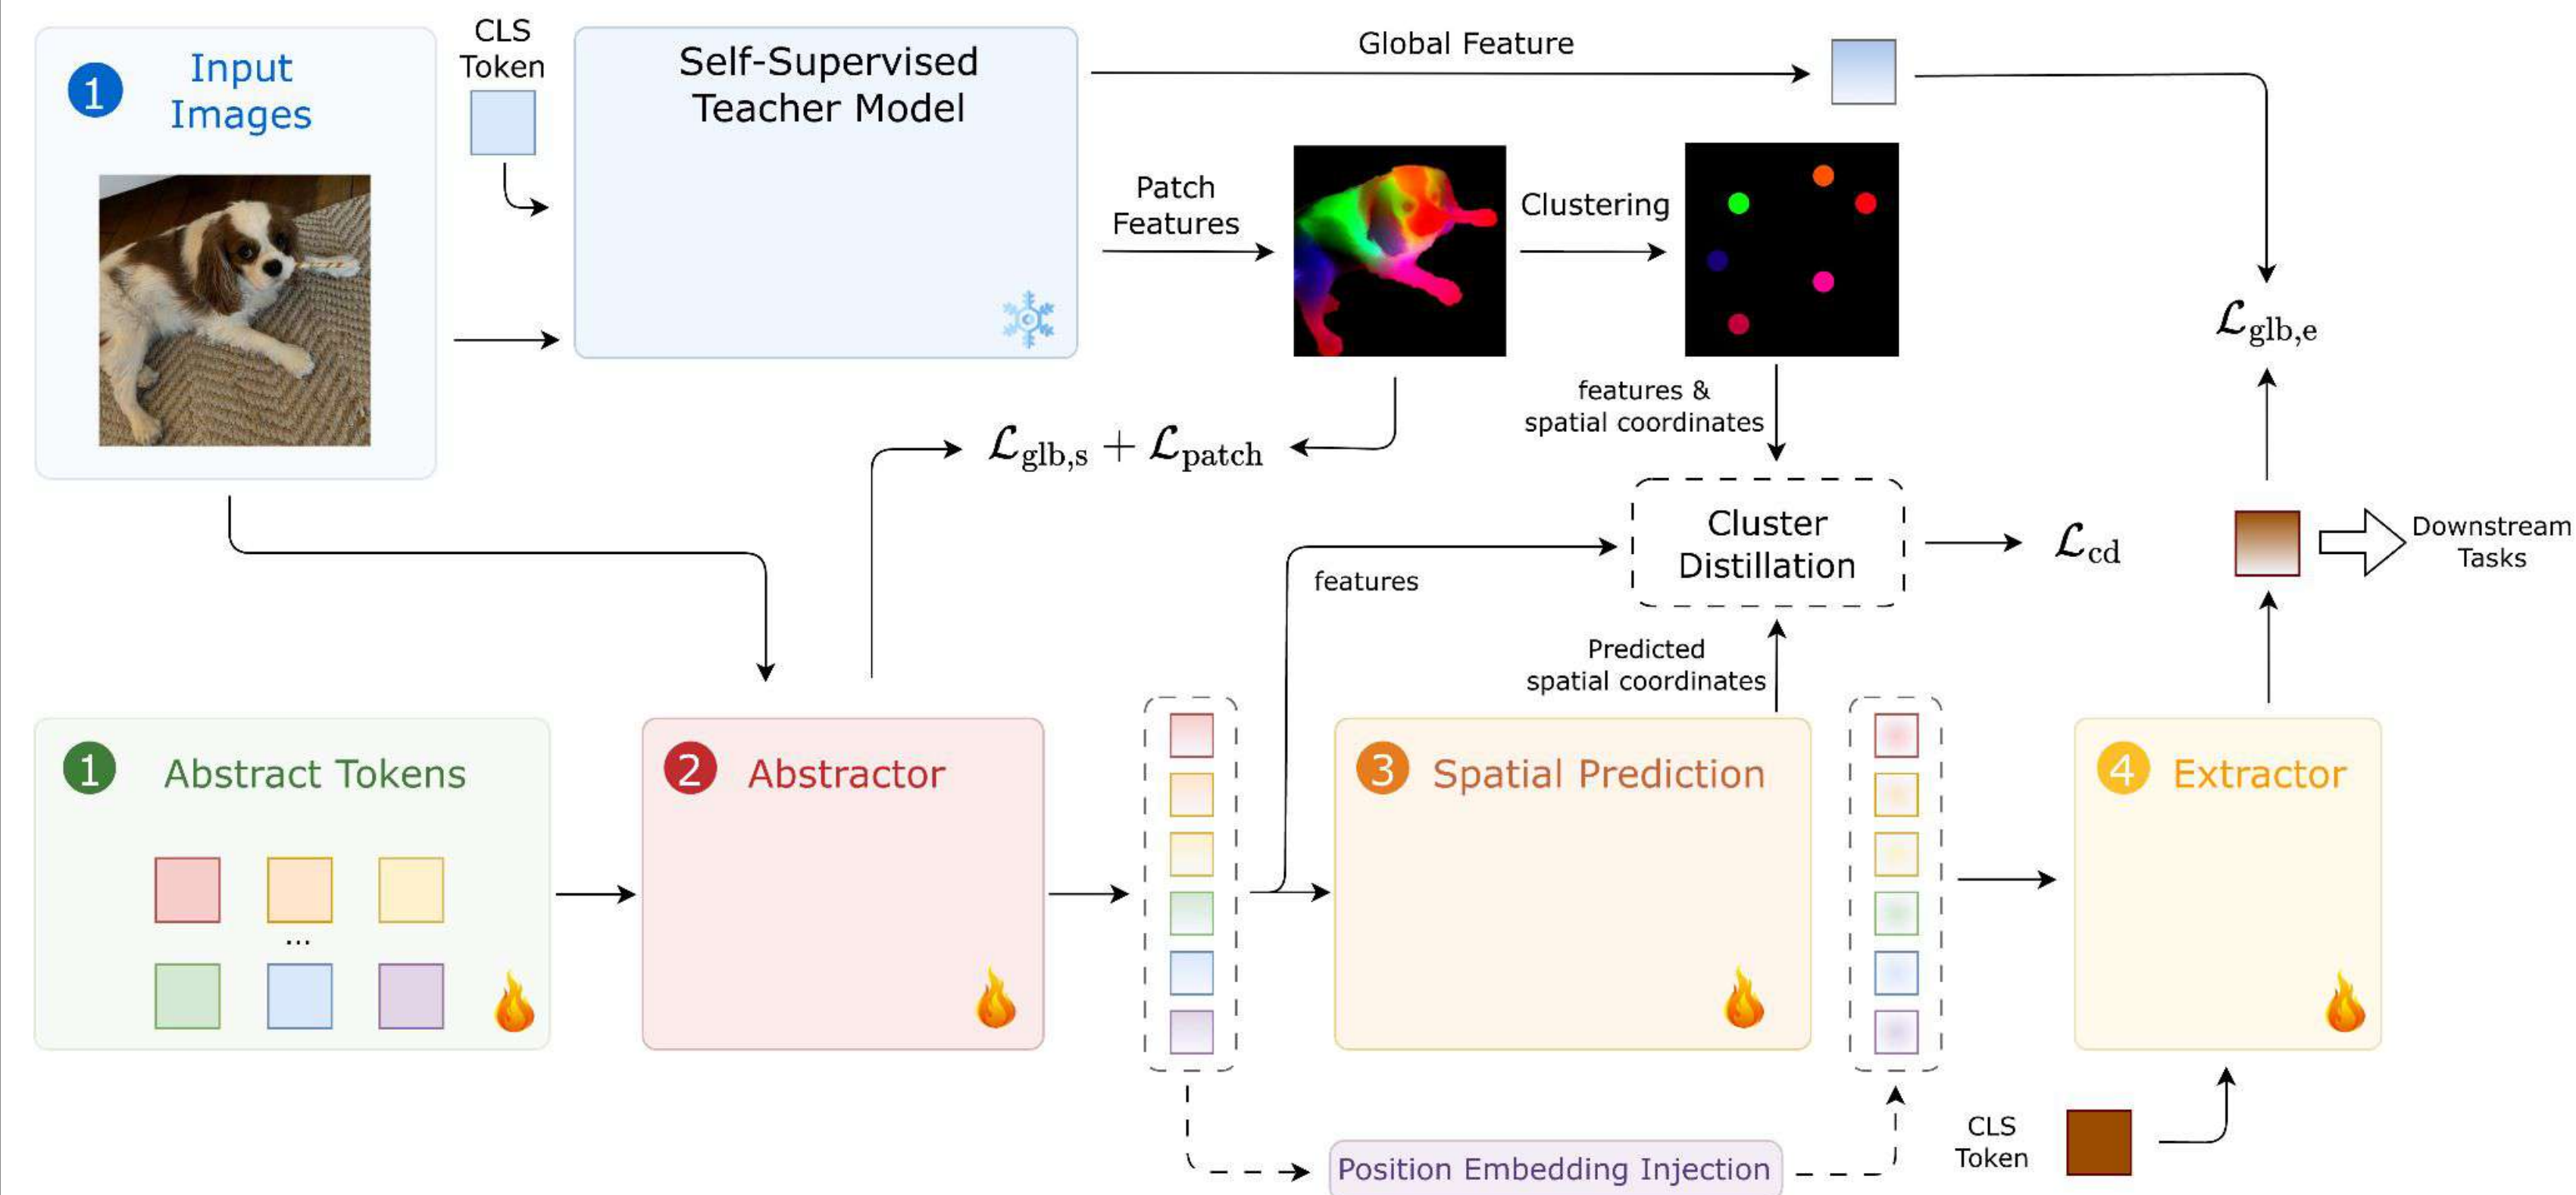 1
Input
Images
CLS
Token
Self-Supervised
Teacher Model
Global Feature
Patch
Features
Clustering
ℒglb,e
features &
spatial coordinates
ℒglb,s + ℒpatch
Cluster
Distillation
ℒcd
Downstream
Tasks
features
Predicted
spatial coordinates
1 Abstract Tokens
...
2 Abstractor
3 Spatial Prediction
4 Extractor
Position Embedding Injection
CLS
Token